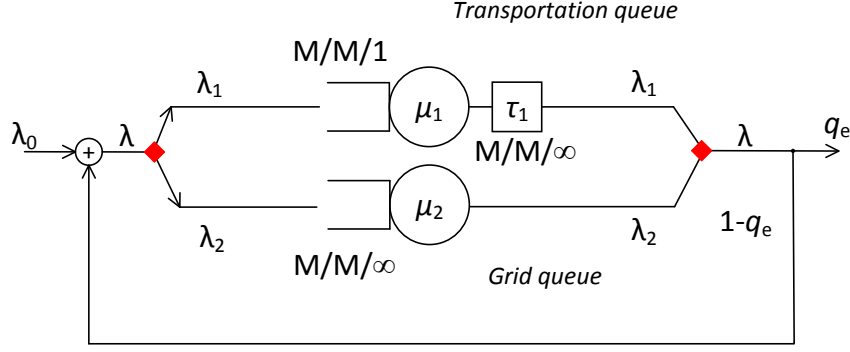 Transportation queue
M/M/1
λ₁
μ₁
τ₁
λ₁
M/M/∞
λ₀
+
λ
λ
qₑ
λ₂
μ₂
λ₂
1-qₑ
M/M/∞
Grid queue